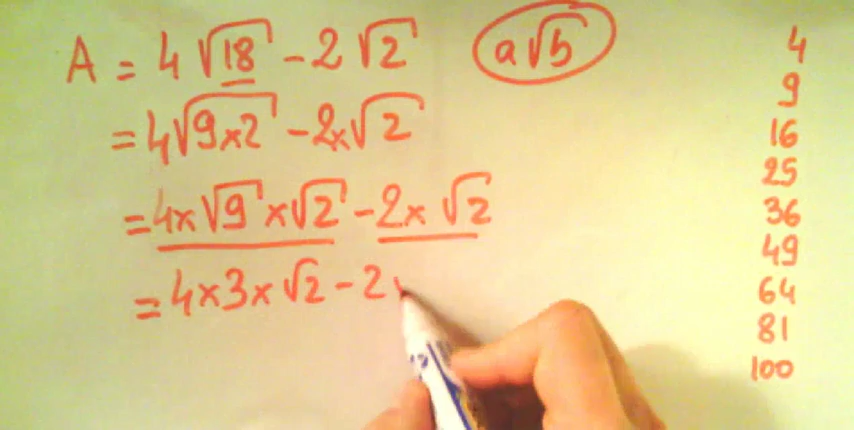 A = 4√18 - 2√2
a√b
= 4√9×2 - 2×√2
= 4×√9×√2 - 2×√2
= 4×3×√2 - 2
4
9
16
25
36
49
64
81
100